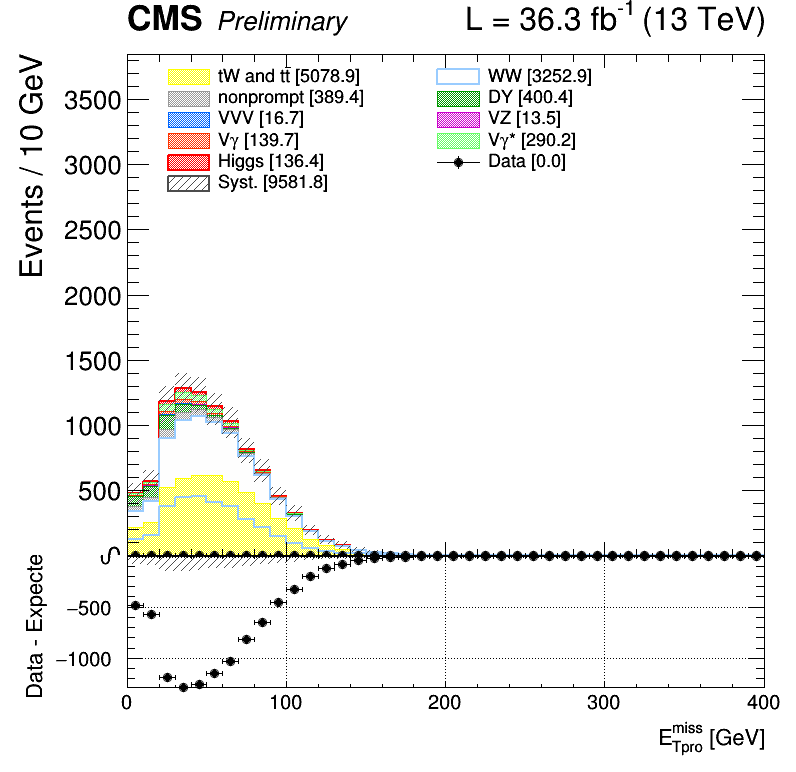 CMS Preliminary L = 36.3 fb⁻¹ (13 TeV)
Events / 10 GeV
tW and tt̄ [5078.9] WW [3252.9]
nonprompt [389.4] DY [400.4]
VVV [16.7] VZ [13.5]
Vγ [139.7] Vγ* [290.2]
Higgs [136.4] Data [0.0]
Syst. [9581.8]
3500
3000
2500
2000
1500
1000
500
0
Data - Expecte
−500
−1000
0 100 200 300 400
E_Tpro^miss [GeV]